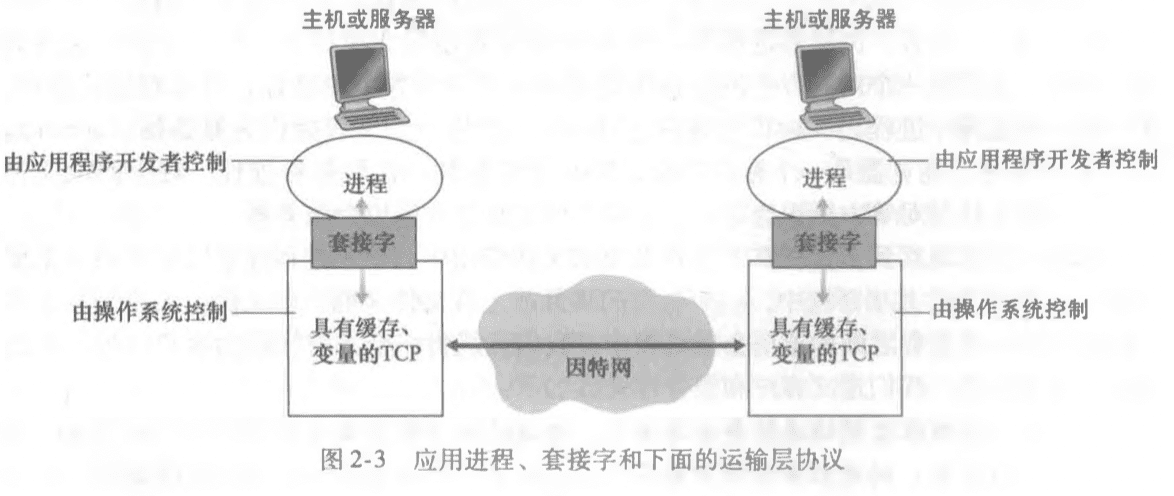 主机或服务器 主机或服务器
由应用程序开发者控制 进程 进程 由应用程序开发者控制
套接字 套接字
由操作系统控制 具有缓存、 具有缓存、 由操作系统控制
变量的TCP 因特网 变量的TCP
图2-3 应用进程、套接字和下面的运输层协议